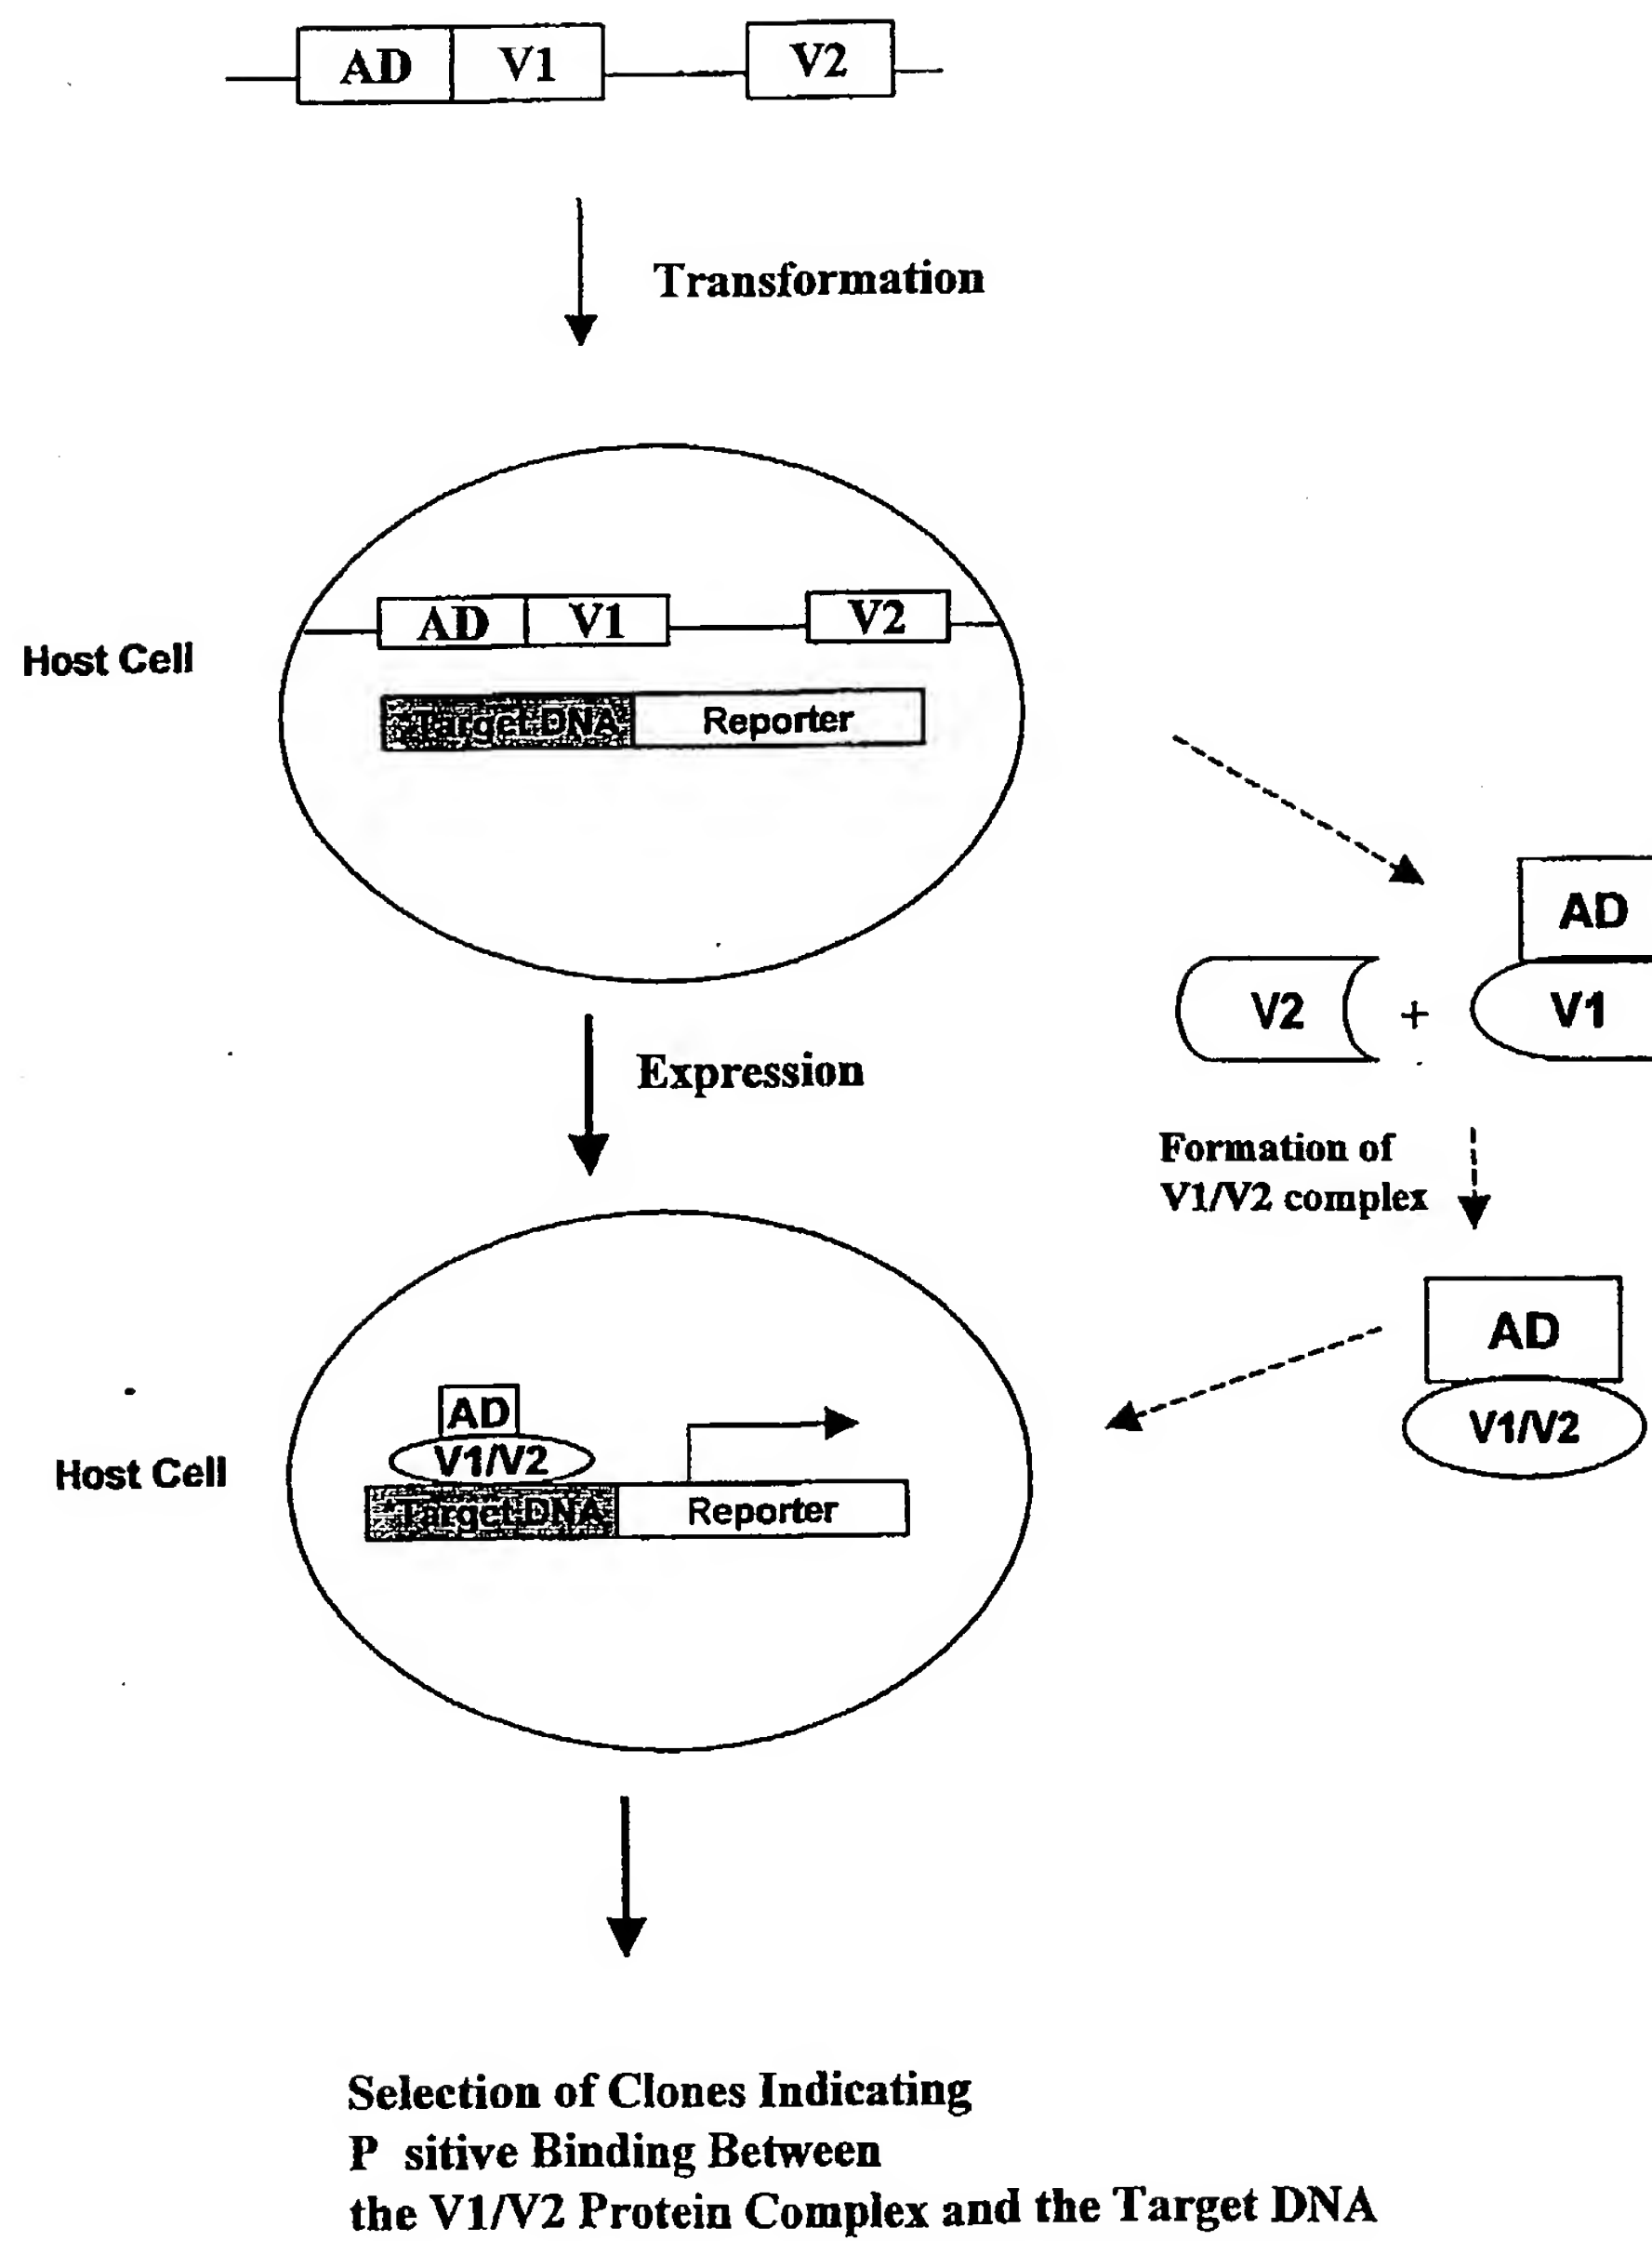 AD V1 V2
Transformation
AD V1 V2
Host Cell
*Target DNA Reporter
AD
V2 + V1
Expression
Formation of
V1/V2 complex
AD
V1/V2
AD
V1/V2
Host Cell
*Target DNA Reporter
Selection of Clones Indicating
P sitive Binding Between
the V1/V2 Protein Complex and the Target DNA